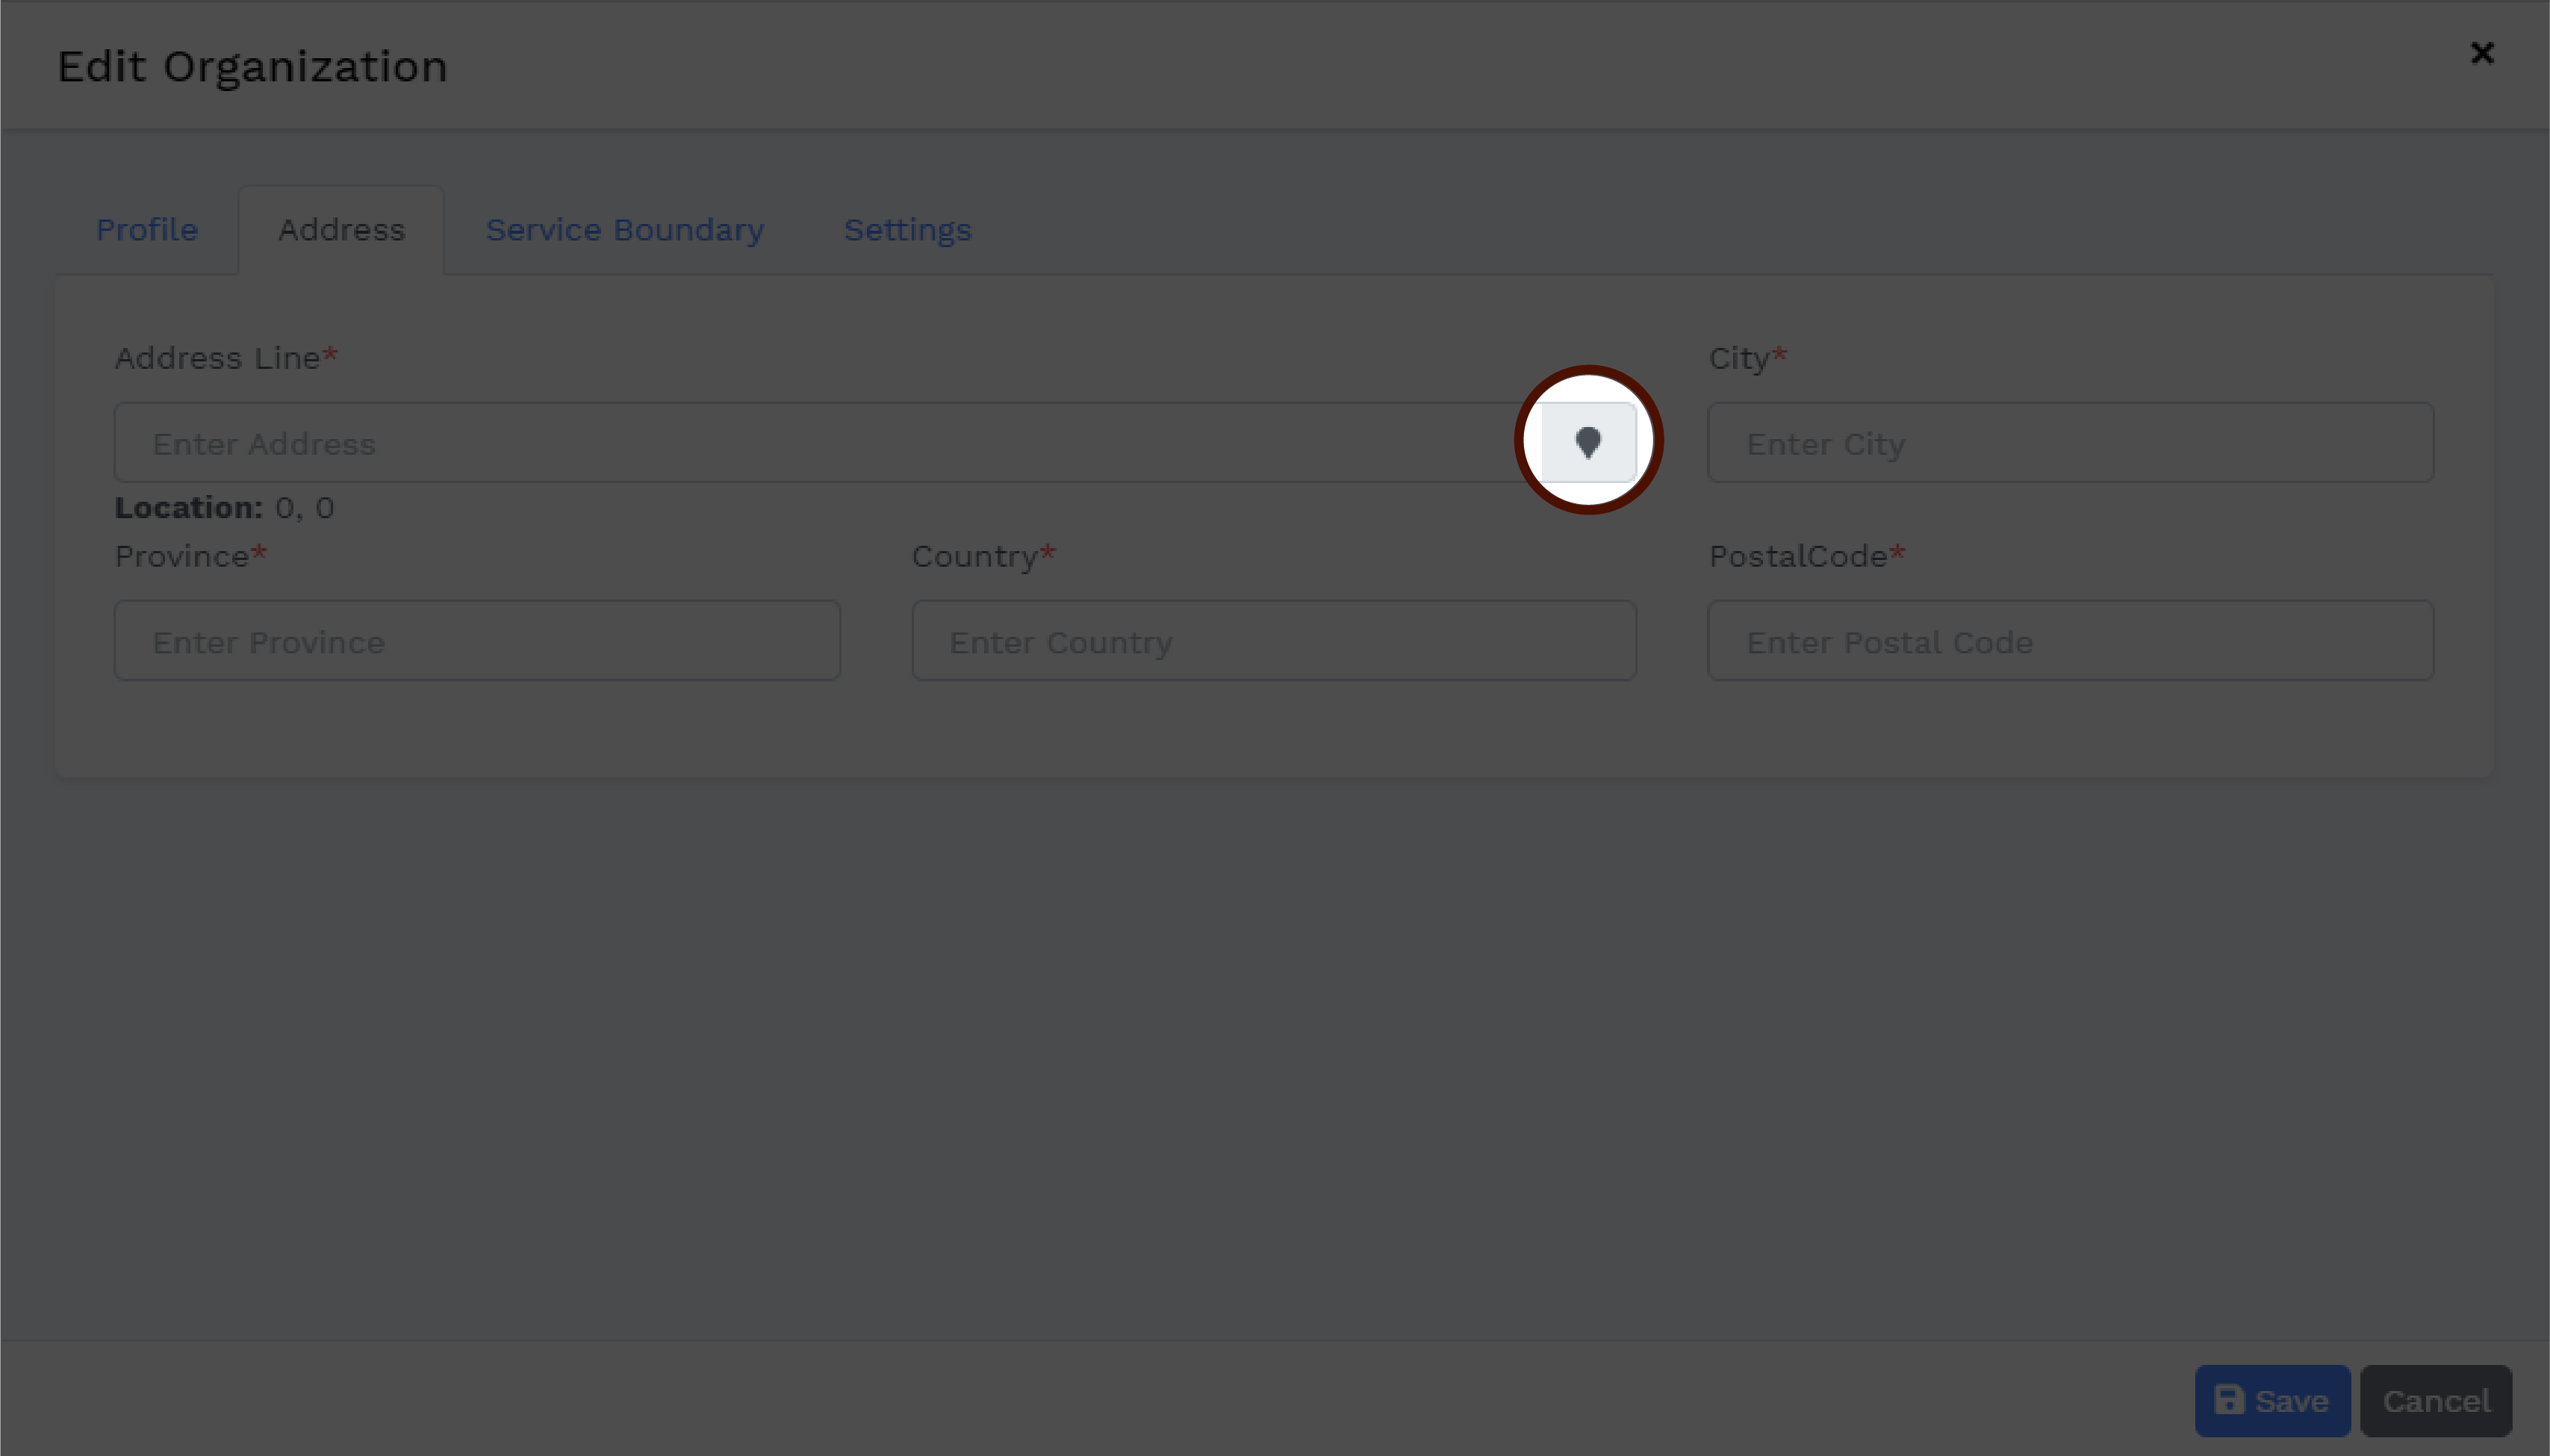 Edit Organization
Profile Address Service Boundary Settings
Address Line* City*
Enter Address Enter City
Location: 0, 0
Province* Country* PostalCode*
Enter Province Enter Country Enter Postal Code
Save Cancel